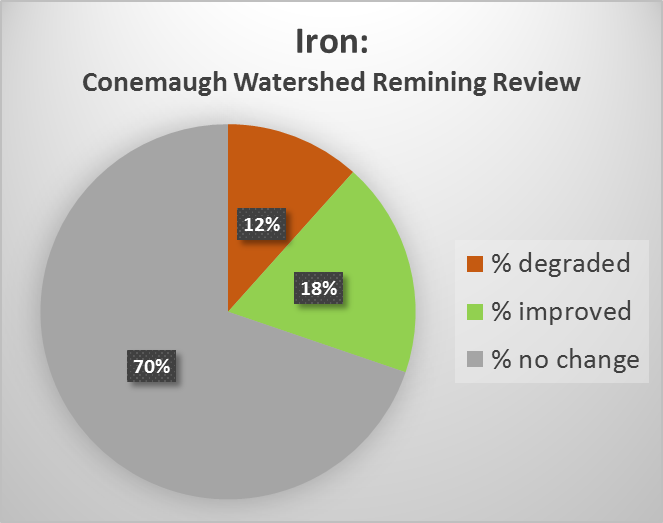 Iron:
Conemaugh Watershed Remining Review
12%
18%
70%
% degraded
% improved
% no change